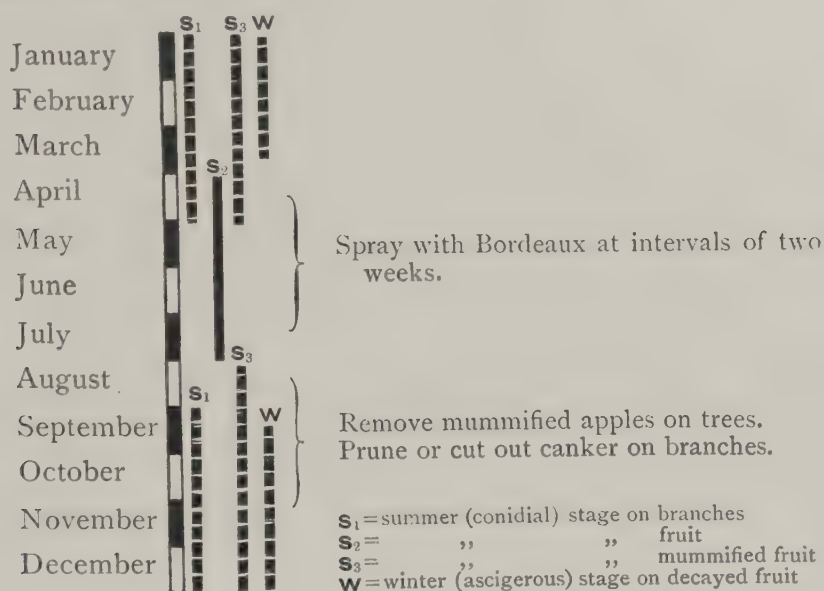 S₁ S₃ W
January
February
March
S₂
April
May
Spray with Bordeaux at intervals of two
weeks.
June
July
S₃
August
S₁
September
W
Remove mummified apples on trees.
Prune or cut out canker on branches.
October
November
December
S₁=summer (conidial) stage on branches
S₂= ,, ,, fruit
S₃= ,, ,, mummified fruit
W=winter (ascigerous) stage on decayed fruit